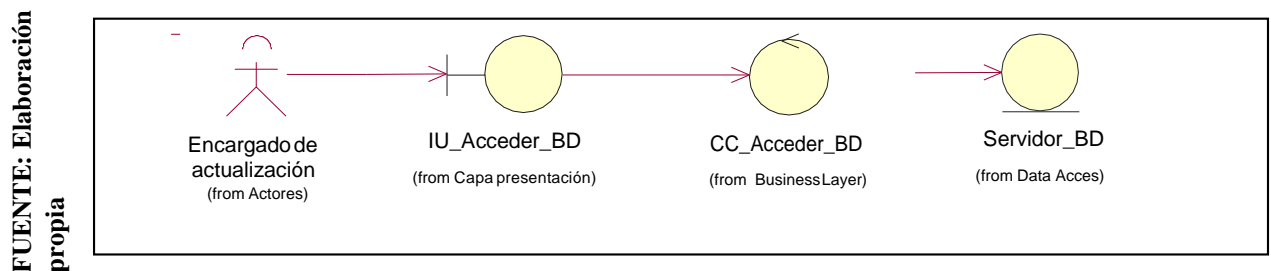 FUENTE: Elaboración
propia
Encargado de
actualización
(from Actores)
IU_Acceder_BD
(from Capa presentación)
CC_Acceder_BD
(from BusinessLayer)
Servidor_BD
(from Data Acces)